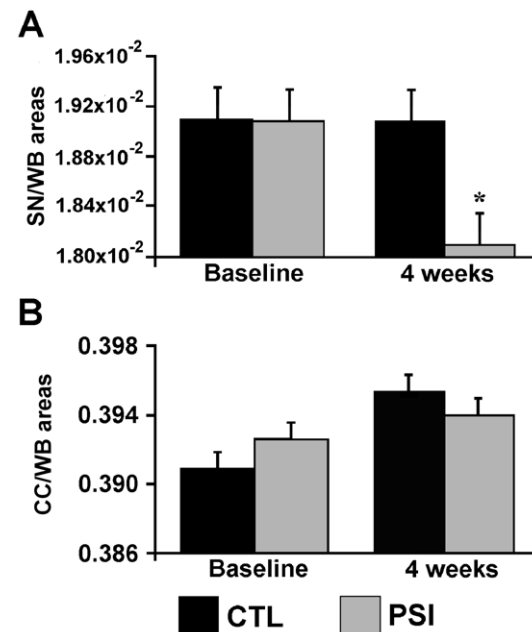 A
SN/WB areas
1.96x10-2
1.92x10-2
1.88x10-2
1.84x10-2
1.80x10-2
*
Baseline 4 weeks
B
CC/WB areas
0.398
0.394
0.390
0.386
Baseline 4 weeks
CTL PSI